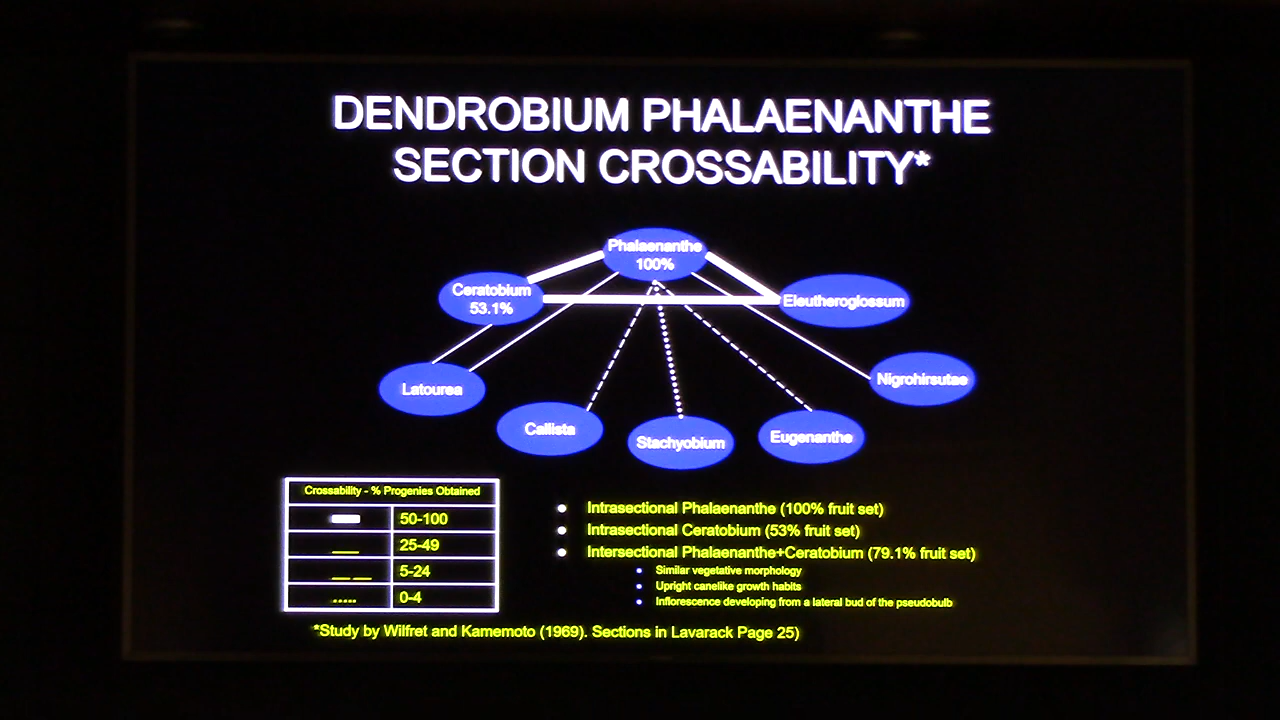 DENDROBIUM PHALAENANTHE
SECTION CROSSABILITY*
Phalaenanthe
100%
Ceratobium
53.1%
Eleutheroglossum
Latourea
Nigrohirsutae
Callista
Stachyobium
Eugenanthe
Crossability - % Progenies Obtained
50-100
25-49
5-24
0-4
• Intrasectional Phalaenanthe (100% fruit set)
• Intrasectional Ceratobium (53% fruit set)
• Intersectional Phalaenanthe+Ceratobium (79.1% fruit set)
• Similar vegetative morphology
• Upright canelike growth habits
• Inflorescence developing from a lateral bud of the pseudobulb
*Study by Wilfret and Kamemoto (1969). Sections in Lavarack Page 25)